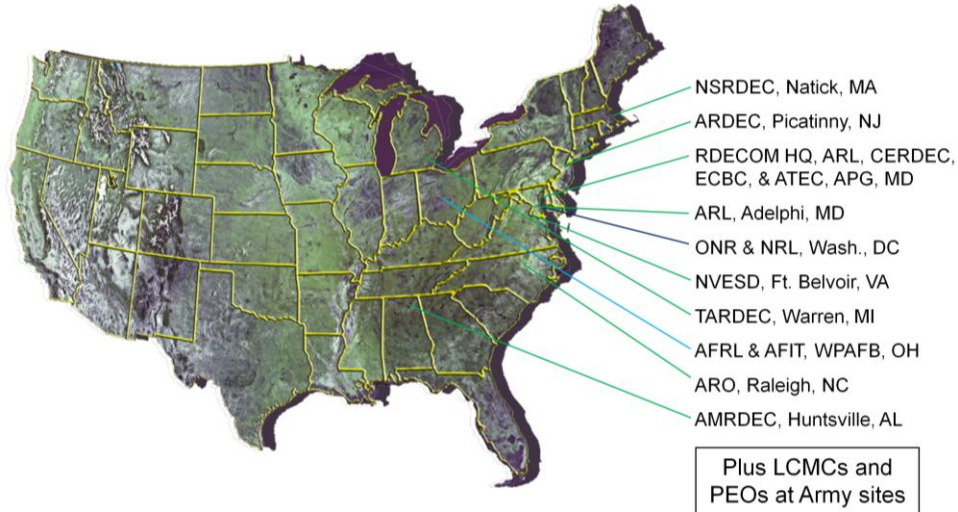 NSRDEC, Natick, MA
ARDEC, Picatinny, NJ
RDECOM HQ, ARL, CERDEC,
ECBC, & ATEC, APG, MD
ARL, Adelphi, MD
ONR & NRL, Wash., DC
NVESD, Ft. Belvoir, VA
TARDEC, Warren, MI
AFRL & AFIT, WPAFB, OH
ARO, Raleigh, NC
AMRDEC, Huntsville, AL
Plus LCMCs and
PEOs at Army sites